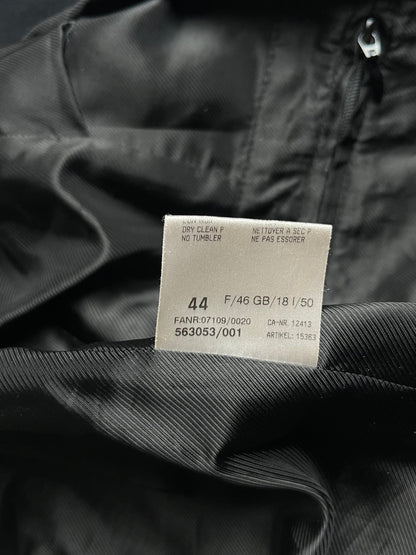 DRY CLEAN P NETTOYER A SEC P
NO TUMBLER NE PAS ESSORER
44 F/46 GB/18 I/50
FANR:07109/0020 CA-NR. 12413
563053/001 ARTIKEL: 15363